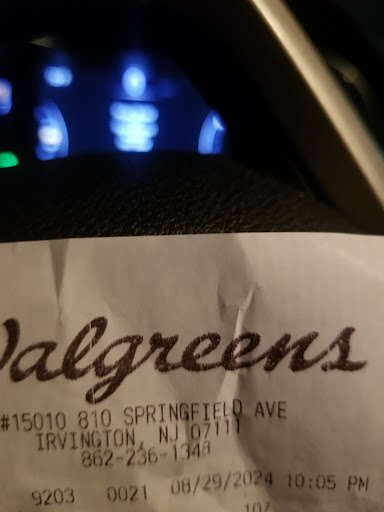 Walgreens
#15010 810 SPRINGFIELD AVE
IRVINGTON, NJ 07111
862-236-1348
9203 0021 08/29/2024 10:05 PM